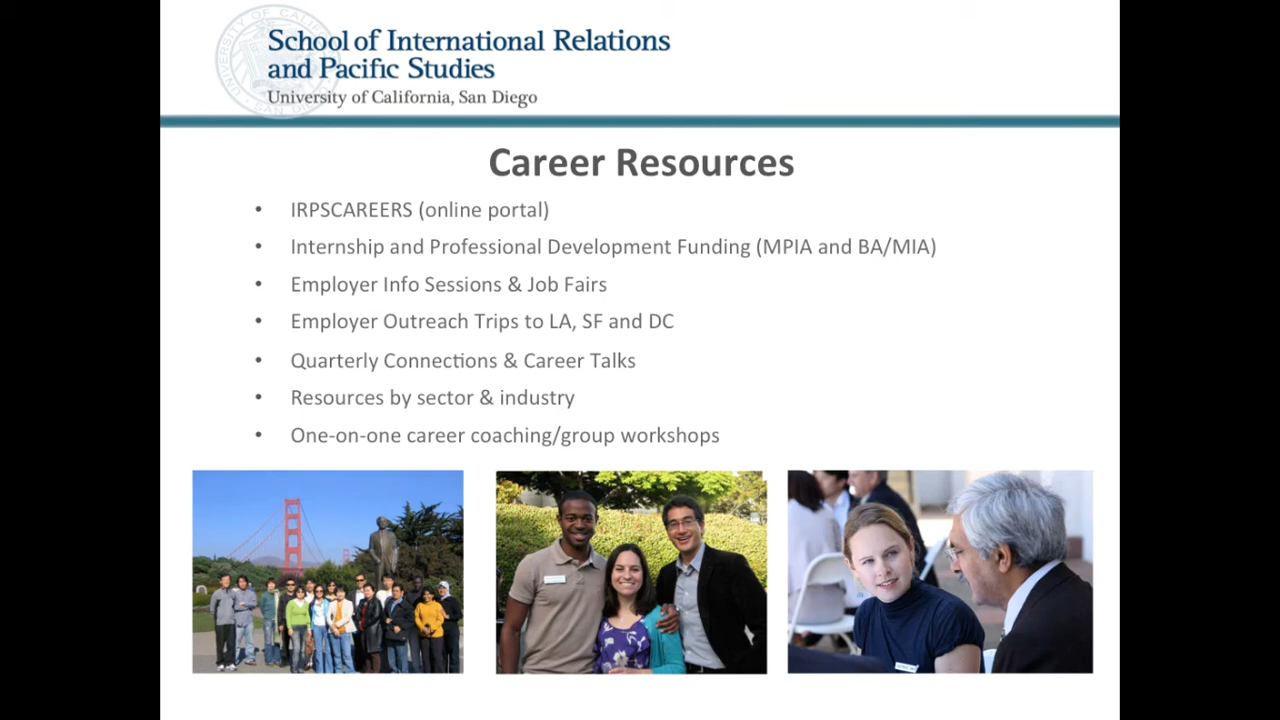 School of International Relations
and Pacific Studies
University of California, San Diego
Career Resources
• IRPSCAREERS (online portal)
• Internship and Professional Development Funding (MPIA and BA/MIA)
• Employer Info Sessions & Job Fairs
• Employer Outreach Trips to LA, SF and DC
• Quarterly Connections & Career Talks
• Resources by sector & industry
• One-on-one career coaching/group workshops